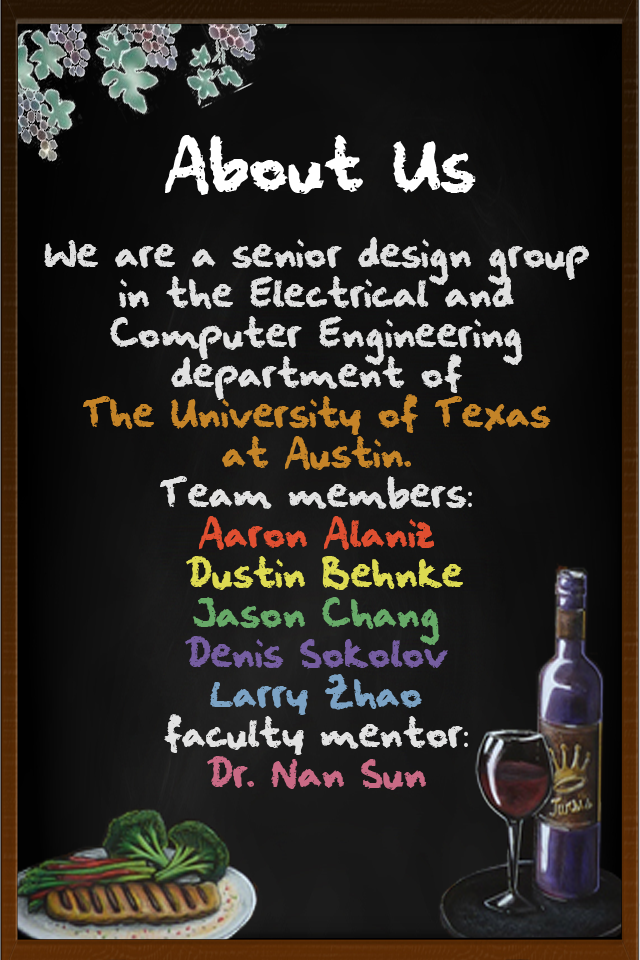 About Us
We are a senior design group
in the Electrical and
Computer Engineering
department of
The University of Texas
at Austin.
Team members:
Aaron Alaniz
Dustin Behnke
Jason Chang
Denis Sokolov
Larry Zhao
faculty mentor:
Dr. Nan Sun